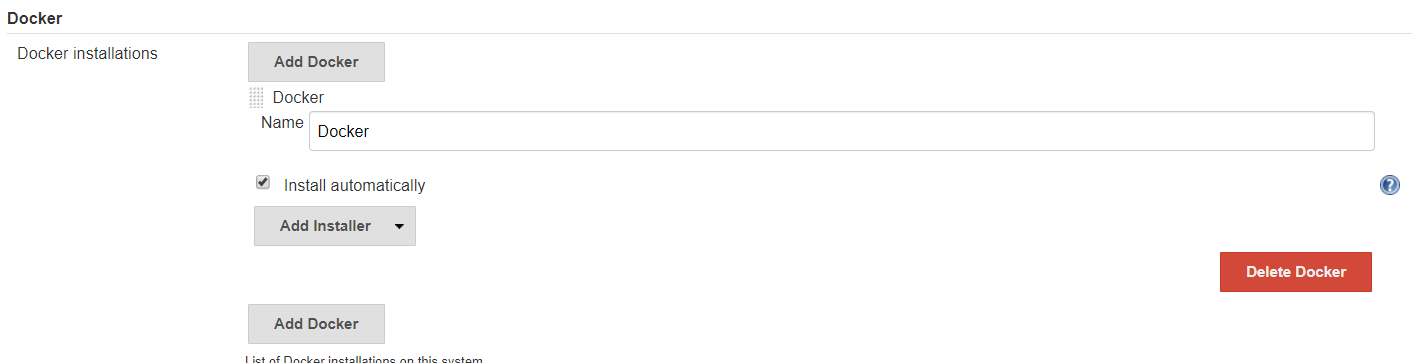 Docker
Docker installations
Add Docker
Docker
Name Docker
Install automatically
Add Installer
Delete Docker
Add Docker
List of Docker installations on this system